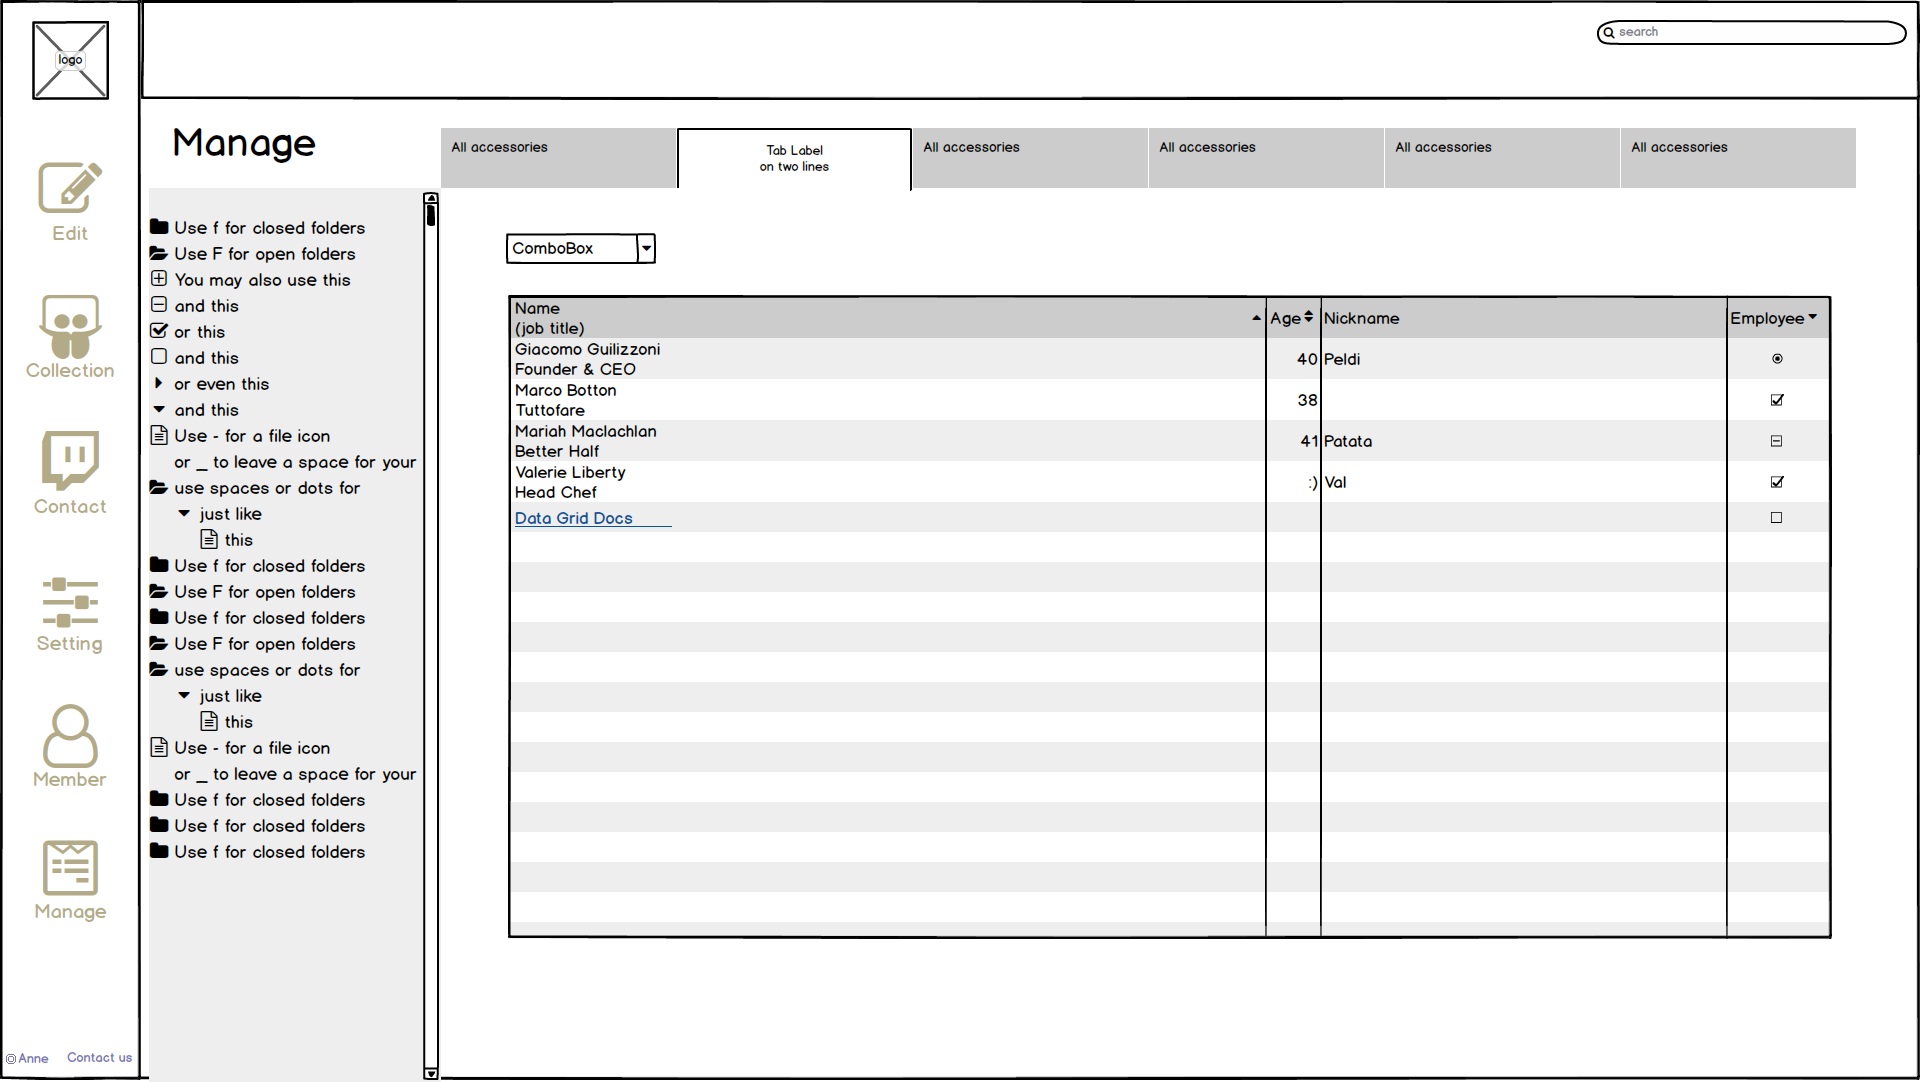 logo
search
Edit
Collection
Contact
Setting
Member
Manage
©Anne
Contact us
Manage
Use f for closed folders
Use F for open folders
You may also use this
and this
or this
and this
or even this
and this
Use - for a file icon
or _ to leave a space for your
use spaces or dots for
just like
this
Use f for closed folders
Use F for open folders
Use f for closed folders
Use F for open folders
use spaces or dots for
just like
this
Use - for a file icon
or _ to leave a space for your
Use f for closed folders
Use f for closed folders
Use f for closed folders
All accessories
Tab Label
on two lines
All accessories
All accessories
All accessories
All accessories
ComboBox
Name
(job title)
Age
Nickname
Employee
Giacomo Guilizzoni
Founder & CEO
40
Peldi
Marco Botton
Tuttofare
38
Mariah Maclachlan
Better Half
41
Patata
Valerie Liberty
Head Chef
:)
Val
Data Grid Docs